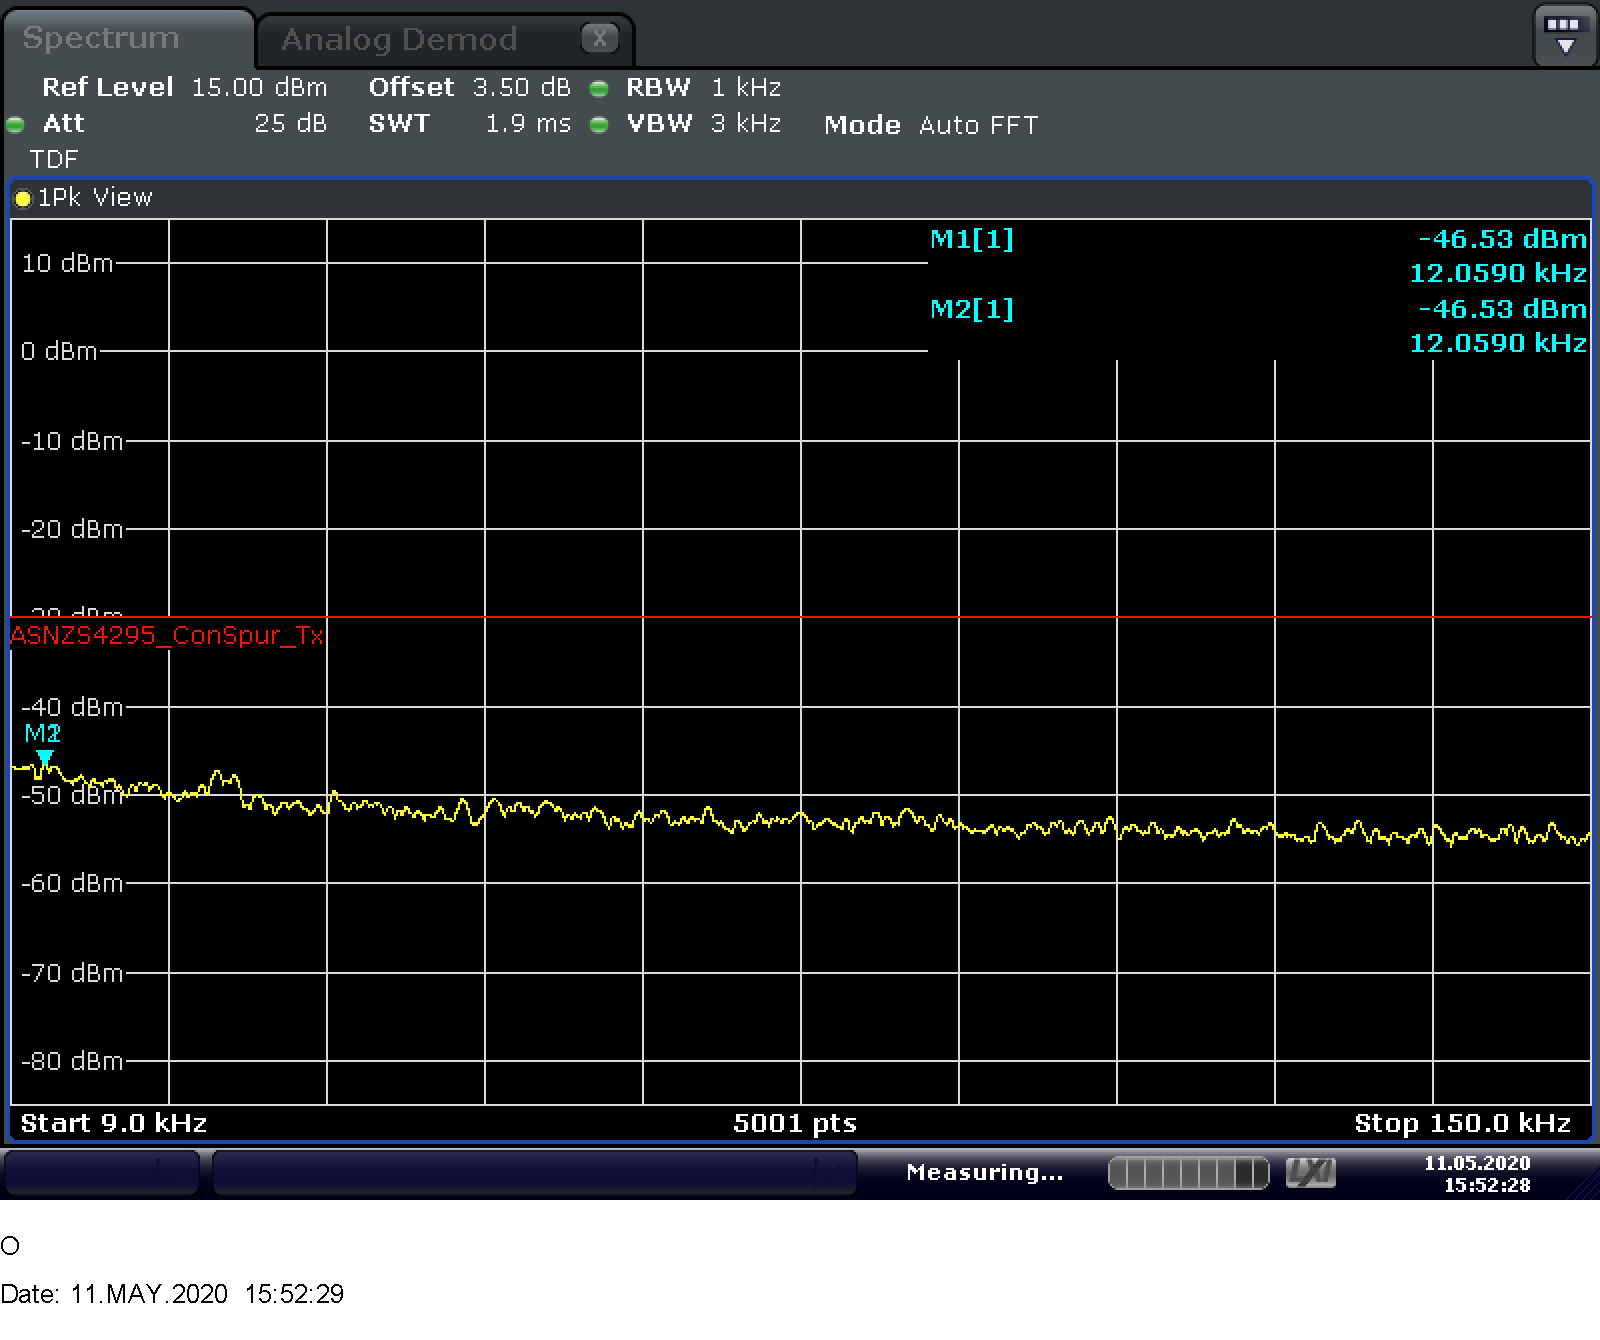 Spectrum
Analog Demod X
Ref Level 15.00 dBm Offset 3.50 dB RBW 1 kHz
Att 25 dB SWT 1.9 ms VBW 3 kHz Mode Auto FFT
TDF
1Pk View
M1[1] -46.53 dBm
12.0590 kHz
M2[1] -46.53 dBm
12.0590 kHz
10 dBm
0 dBm
-10 dBm
-20 dBm
-30 dBm
ASNZS4295_ConSpur_Tx
-40 dBm
M2
-50 dBm
-60 dBm
-70 dBm
-80 dBm
Start 9.0 kHz 5001 pts Stop 150.0 kHz
Measuring... LXI 11.05.2020
15:52:28
O
Date: 11.MAY.2020 15:52:29